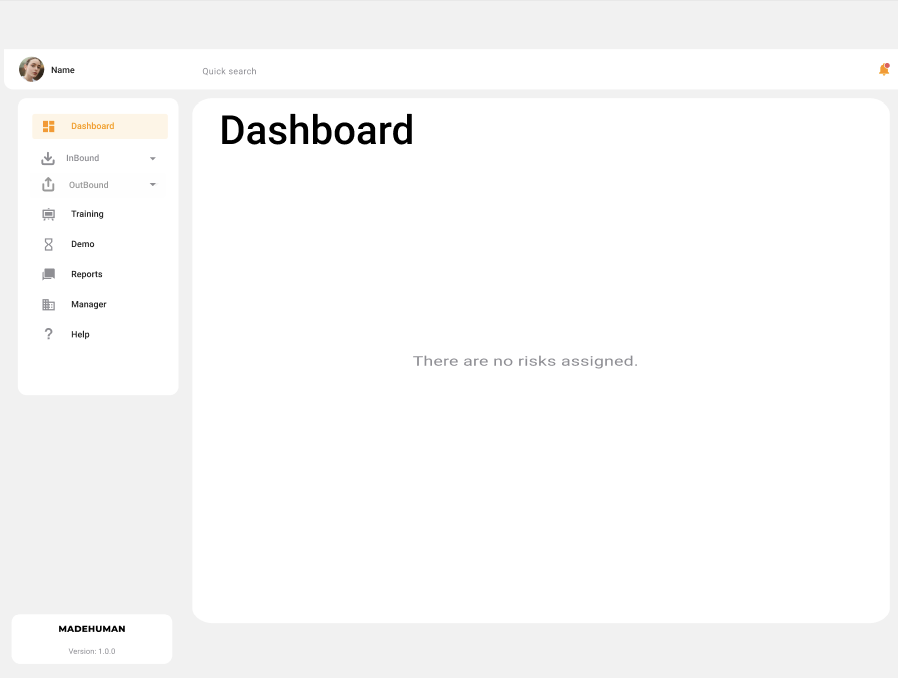 Name
Quick search
Dashboard
InBound
OutBound
Training
Demo
Reports
Manager
Help
Dashboard
There are no risks assigned.
MADEHUMAN
Version: 1.0.0